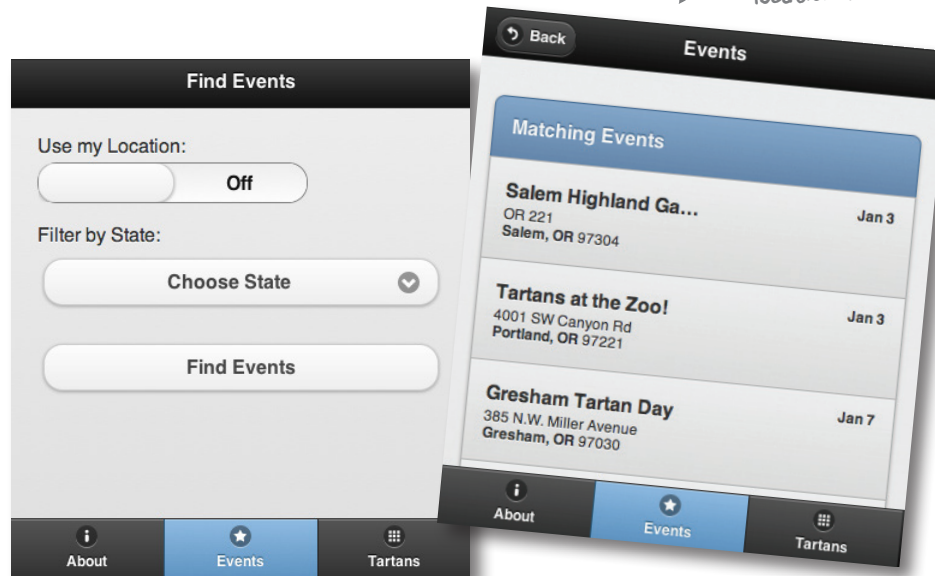 Find Events
Use my Location:
Off
Filter by State:
Choose State
Find Events
About
Events
Tartans
Back
Events
Matching Events
Salem Highland Ga...
Jan 3
OR 221
Salem, OR 97304
Tartans at the Zoo!
Jan 3
4001 SW Canyon Rd
Portland, OR 97221
Gresham Tartan Day
Jan 7
385 N.W. Miller Avenue
Gresham, OR 97030
About
Events
Tartans